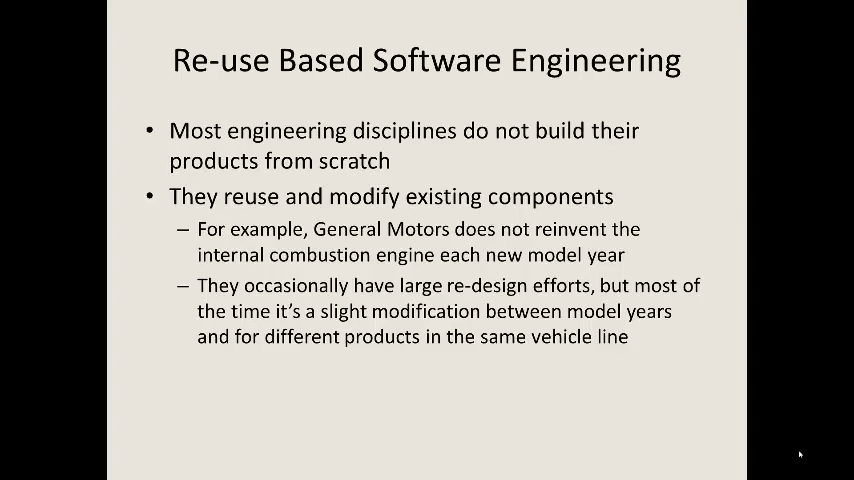 Re-use Based Software Engineering
• Most engineering disciplines do not build their
products from scratch
• They reuse and modify existing components
– For example, General Motors does not reinvent the
internal combustion engine each new model year
– They occasionally have large re-design efforts, but most of
the time it's a slight modification between model years
and for different products in the same vehicle line